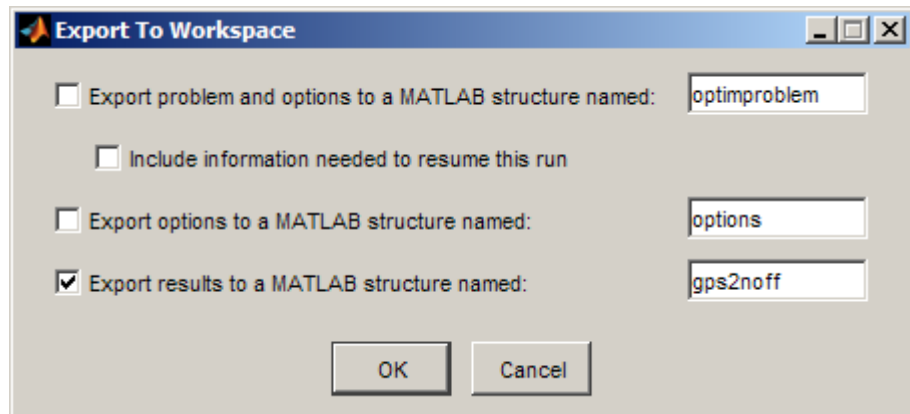 Export To Workspace
Export problem and options to a MATLAB structure named: optimproblem
Include information needed to resume this run
Export options to a MATLAB structure named: options
Export results to a MATLAB structure named: gps2noff
OK Cancel